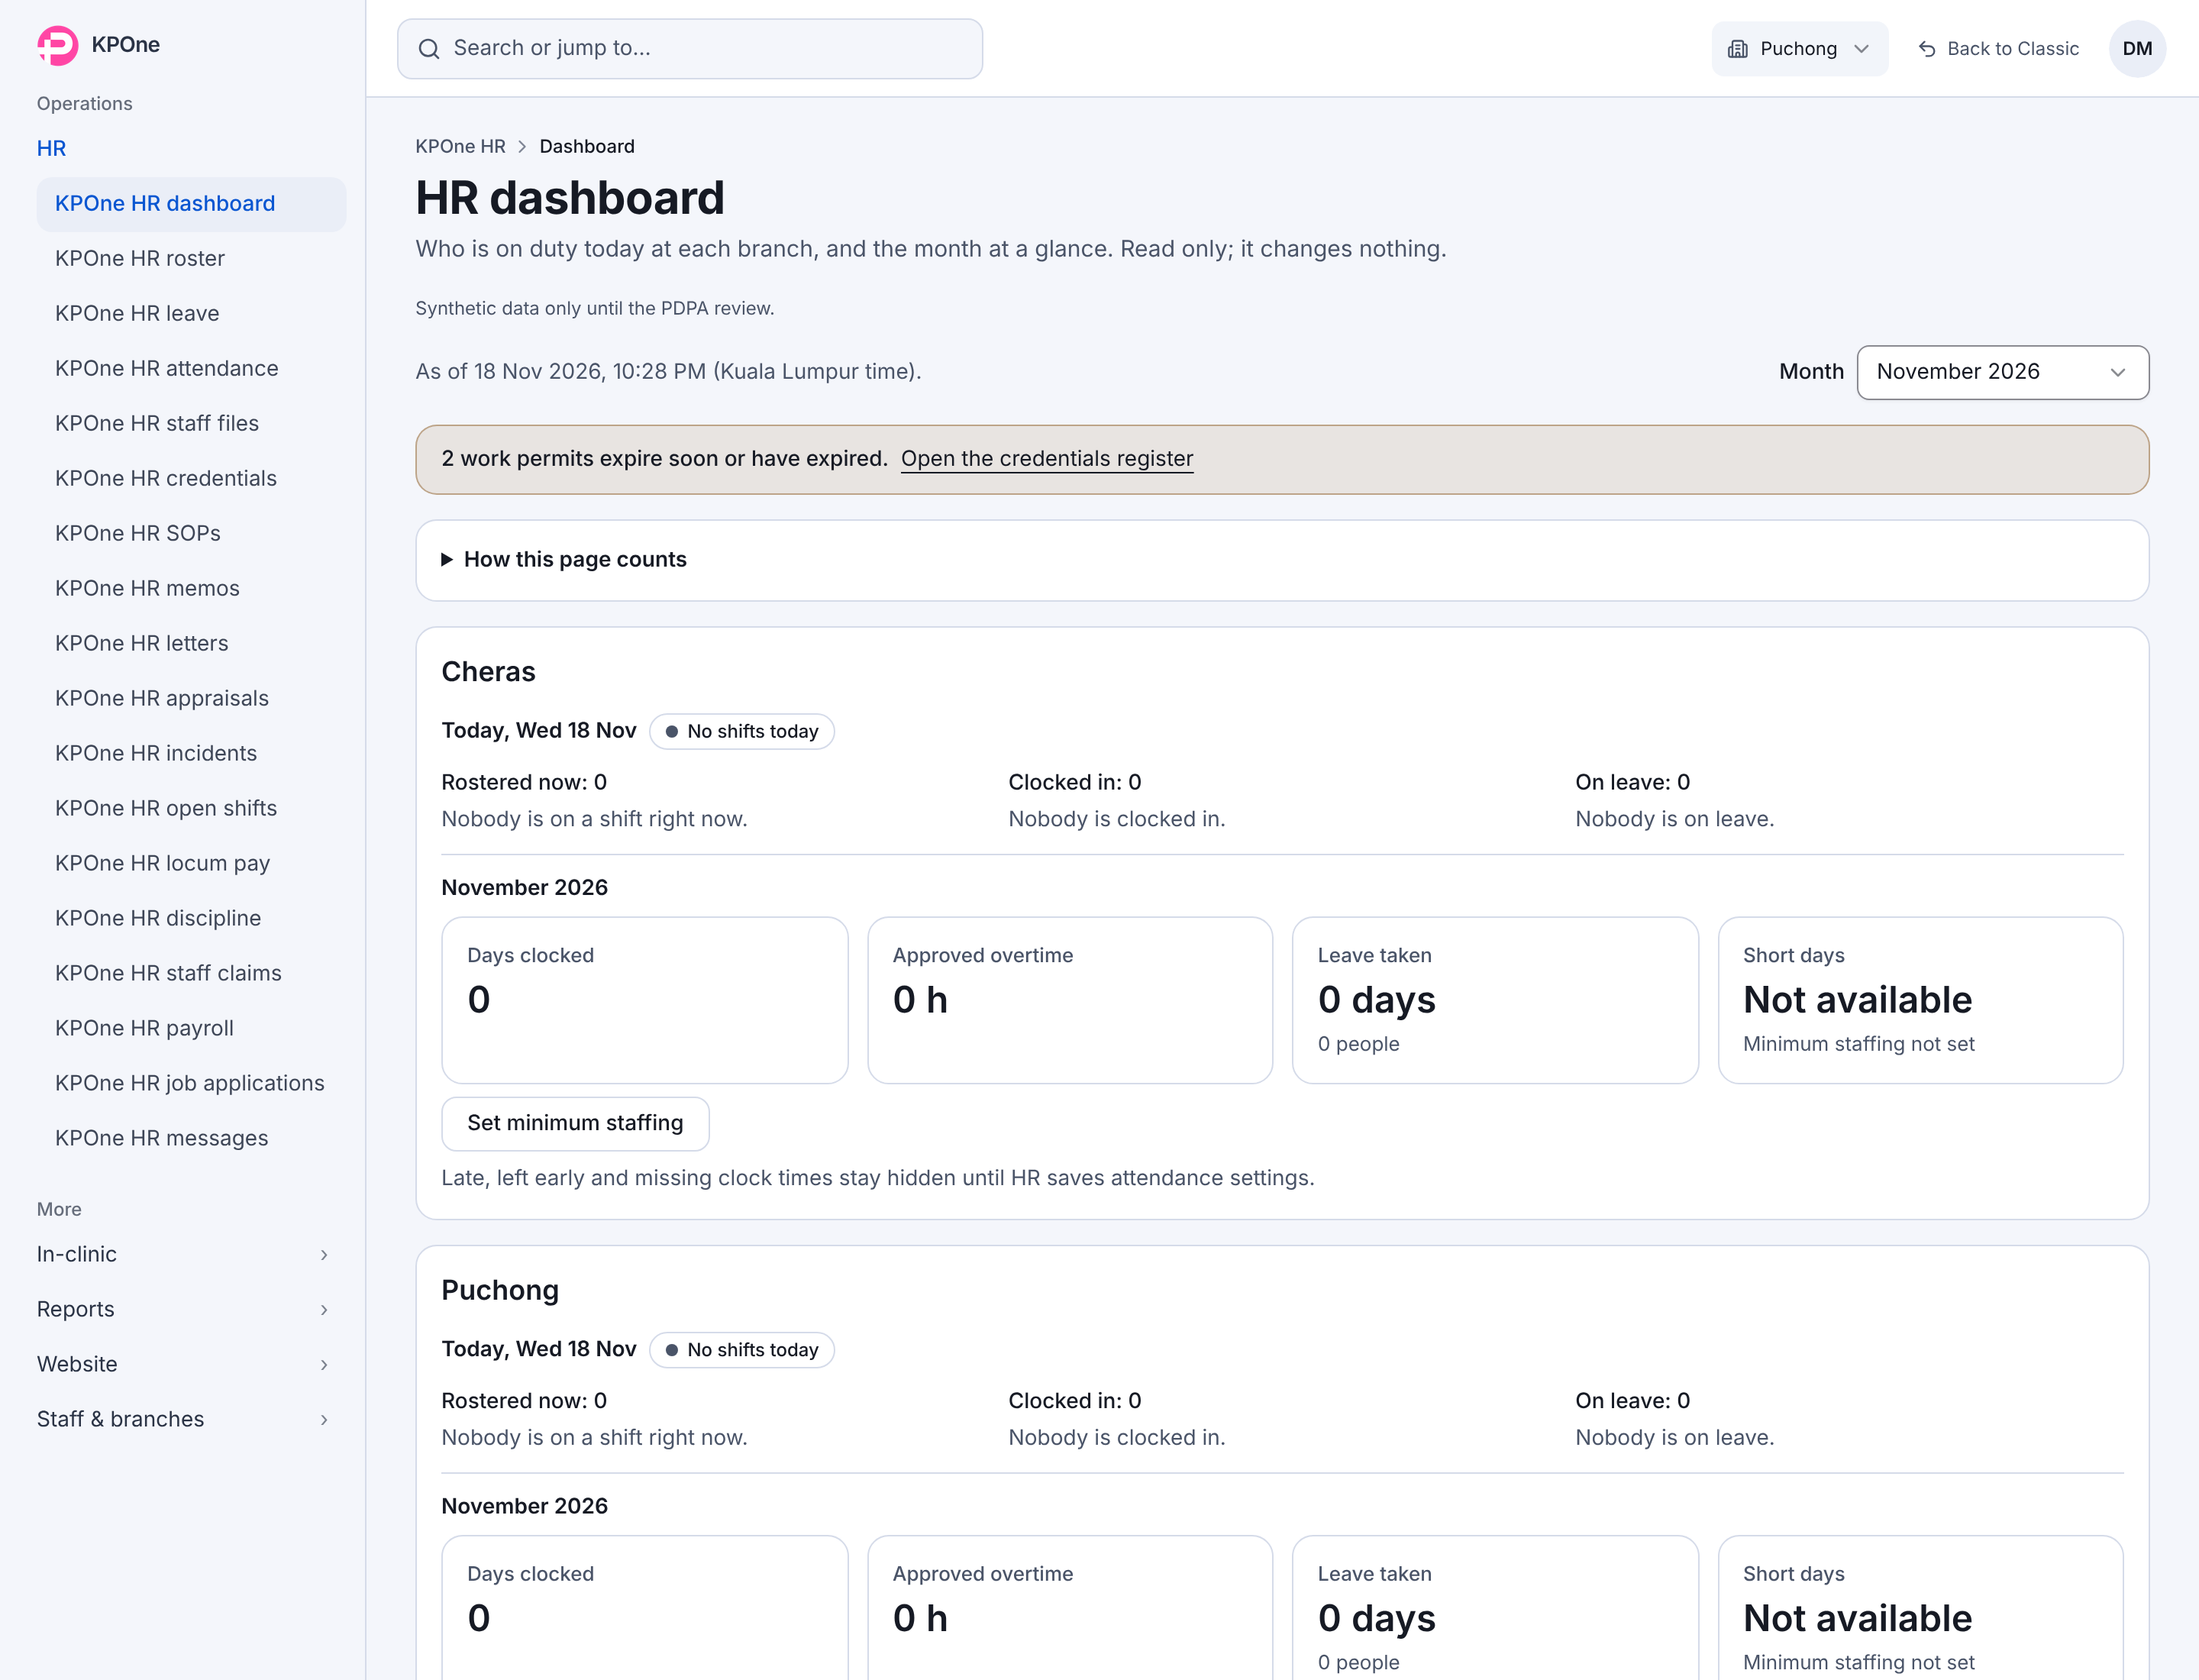 KPOne
Search or jump to...
Puchong
Back to Classic
DM
Operations
HR
KPOne HR dashboard
KPOne HR roster
KPOne HR leave
KPOne HR attendance
KPOne HR staff files
KPOne HR credentials
KPOne HR SOPs
KPOne HR memos
KPOne HR letters
KPOne HR appraisals
KPOne HR incidents
KPOne HR open shifts
KPOne HR locum pay
KPOne HR discipline
KPOne HR staff claims
KPOne HR payroll
KPOne HR job applications
KPOne HR messages
More
In-clinic
Reports
Website
Staff & branches
KPOne HR > Dashboard
HR dashboard
Who is on duty today at each branch, and the month at a glance. Read only; it changes nothing.
Synthetic data only until the PDPA review.
As of 18 Nov 2026, 10:28 PM (Kuala Lumpur time).
Month November 2026
2 work permits expire soon or have expired. Open the credentials register
How this page counts
Cheras
Today, Wed 18 Nov No shifts today
Rostered now: 0
Nobody is on a shift right now.
Clocked in: 0
Nobody is clocked in.
On leave: 0
Nobody is on leave.
November 2026
Days clocked
0
Approved overtime
0 h
Leave taken
0 days
0 people
Short days
Not available
Minimum staffing not set
Set minimum staffing
Late, left early and missing clock times stay hidden until HR saves attendance settings.
Puchong
Today, Wed 18 Nov No shifts today
Rostered now: 0
Nobody is on a shift right now.
Clocked in: 0
Nobody is clocked in.
On leave: 0
Nobody is on leave.
November 2026
Days clocked
0
Approved overtime
0 h
Leave taken
0 days
0 people
Short days
Not available
Minimum staffing not set